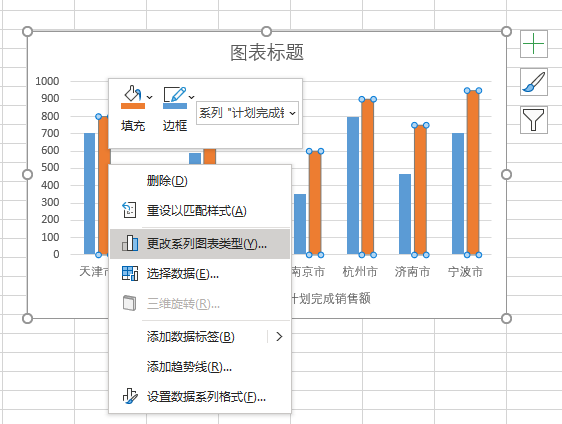 图表标题
1000
900
800
700
600
500
400
300
200
100
0
填充
边框
系列 "计划完成
删除(D)
重设以匹配样式(A)
更改系列图表类型(Y)...
选择数据(E)...
三维旋转(R)...
添加数据标签(B)
添加趋势线(R)...
设置数据系列格式(F)...
天津市
南京市
杭州市
济南市
宁波市
计划完成销售额